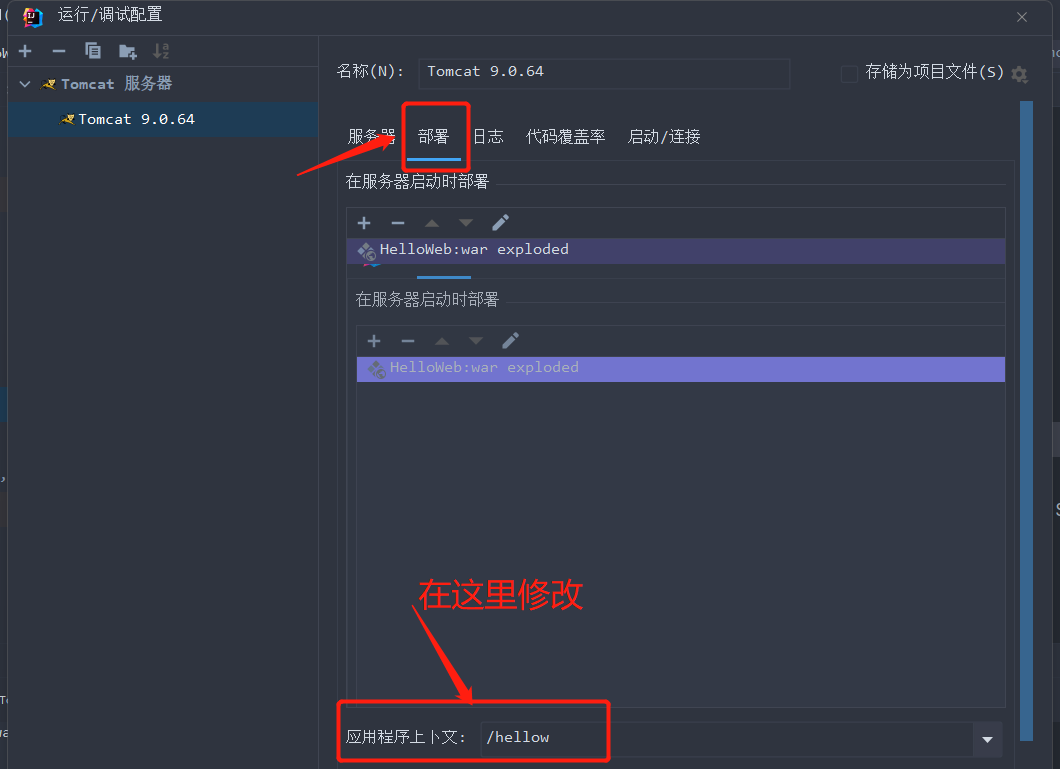 运行/调试配置
Tomcat 服务器
Tomcat 9.0.64
名称(N): Tomcat 9.0.64 存储为项目文件(S)
服务器 部署 日志 代码覆盖率 启动/连接
在服务器启动时部署
HelloWeb:war exploded
在服务器启动时部署
HelloWeb:war exploded
在这里修改
应用程序上下文: /hellow